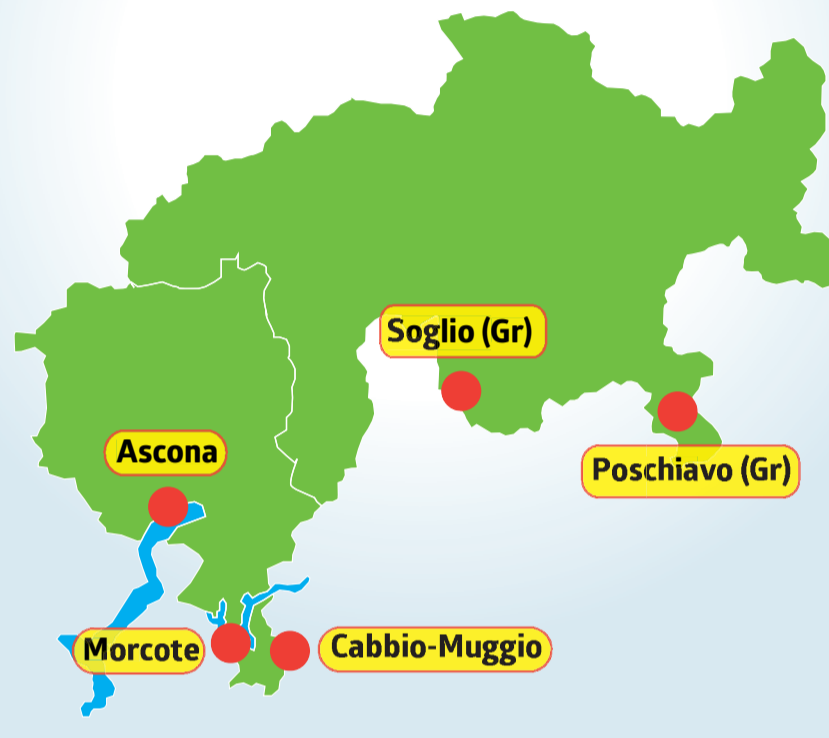 Soglio (Gr)
Ascona
Poschiavo (Gr)
Morcote
Cabbio-Muggio